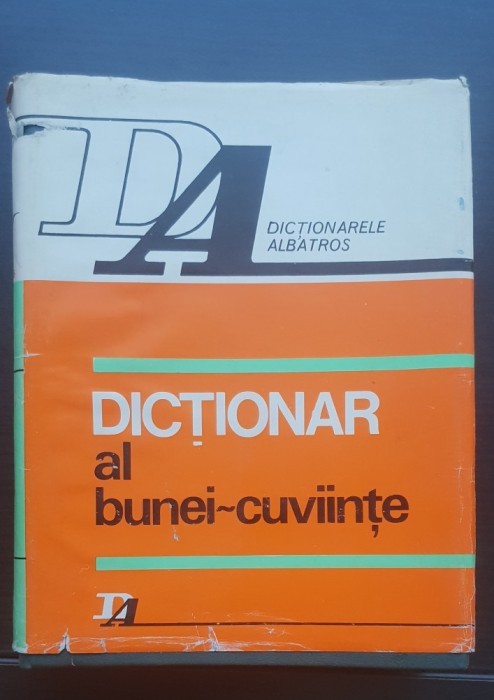 DA
DICTIONARELE
ALBATROS
DICȚIONAR
al
bunei~cuviințe
DA